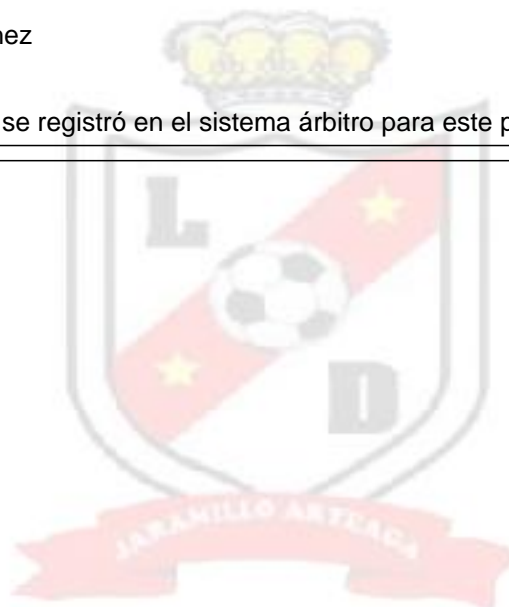 nez
se registró en el sistema árbitro para este p
L
D
JARAMILLO ARTEAGA